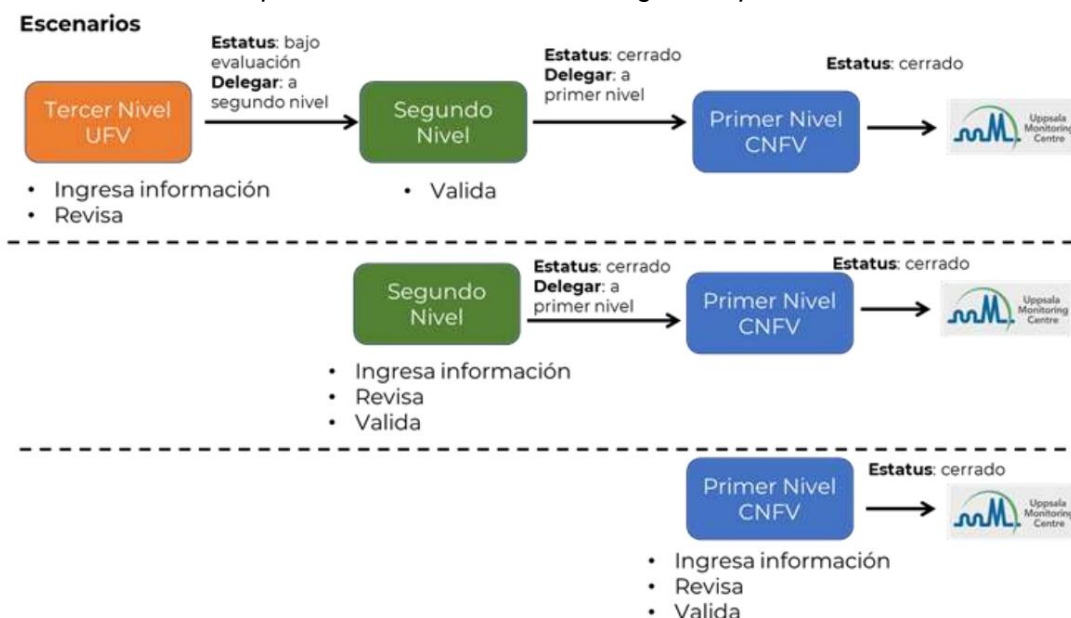 Escenarios
Estatus: bajo
evaluación
Delegar: a
segundo nivel
Estatus: cerrado
Delegar: a
primer nivel
Estatus: cerrado
Tercer Nivel
UFV
Segundo
Nivel
Primer Nivel
CNFV
Uppsala
Monitoring
Centre
• Ingresa información
• Revisa
• Valida
Estatus: cerrado
Delegar: a
primer nivel
Estatus: cerrado
Segundo
Nivel
Primer Nivel
CNFV
Uppsala
Monitoring
Centre
• Ingresa información
• Revisa
• Valida
Estatus: cerrado
Primer Nivel
CNFV
Uppsala
Monitoring
Centre
• Ingresa información
• Revisa
• Valida